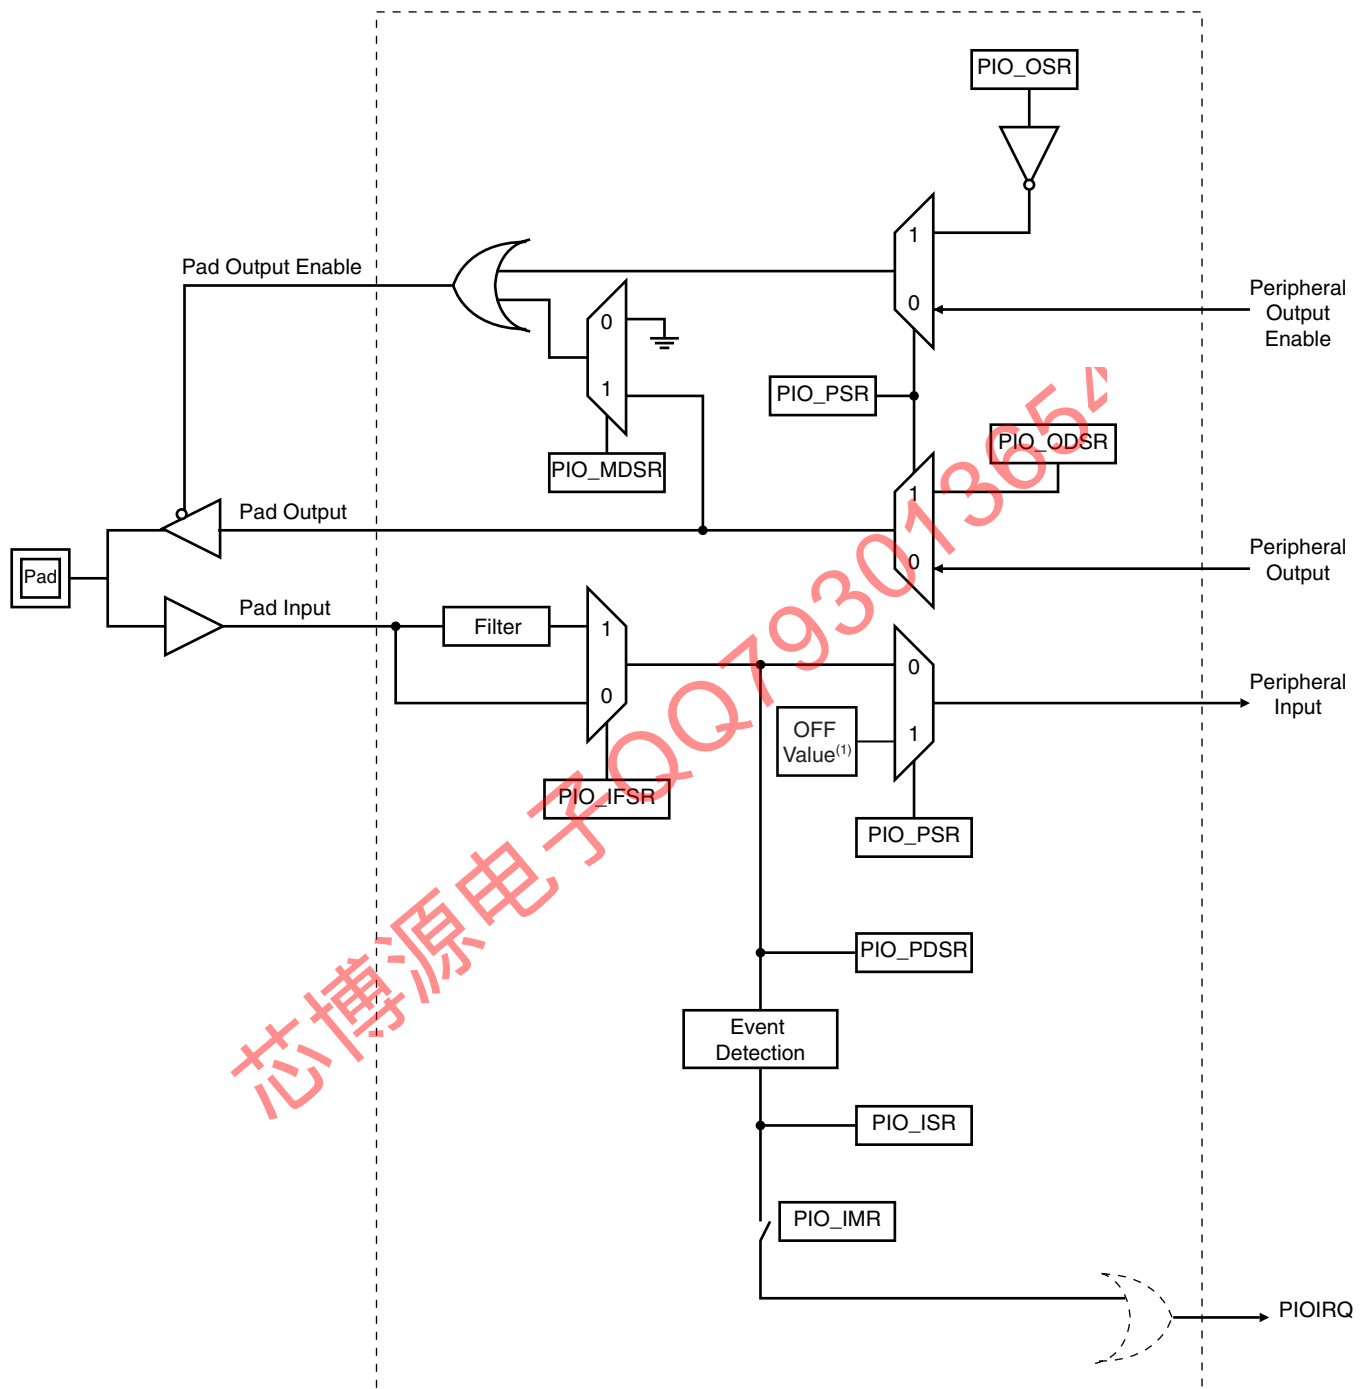 PIO_OSR
1
Pad Output Enable
0
Peripheral
Output
Enable
0
1
PIO_PSR
PIO_MDSR
PIO_ODSR
1
Pad Output
0
Peripheral
Output
Pad
Pad Input
Filter
1
0
0
Peripheral
Input
OFF
Value(1)
1
PIO_IFSR
PIO_PSR
PIO_PDSR
Event
Detection
PIO_ISR
PIO_IMR
PIOIRQ
芯博源电子QQ793013654